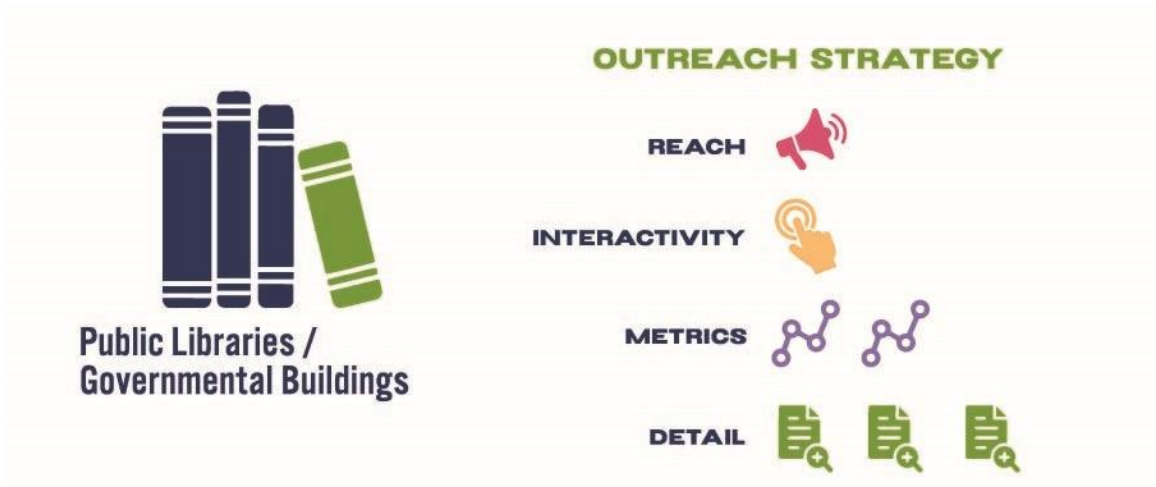 Public Libraries /
Governmental Buildings
OUTREACH STRATEGY
REACH
INTERACTIVITY
METRICS
DETAIL